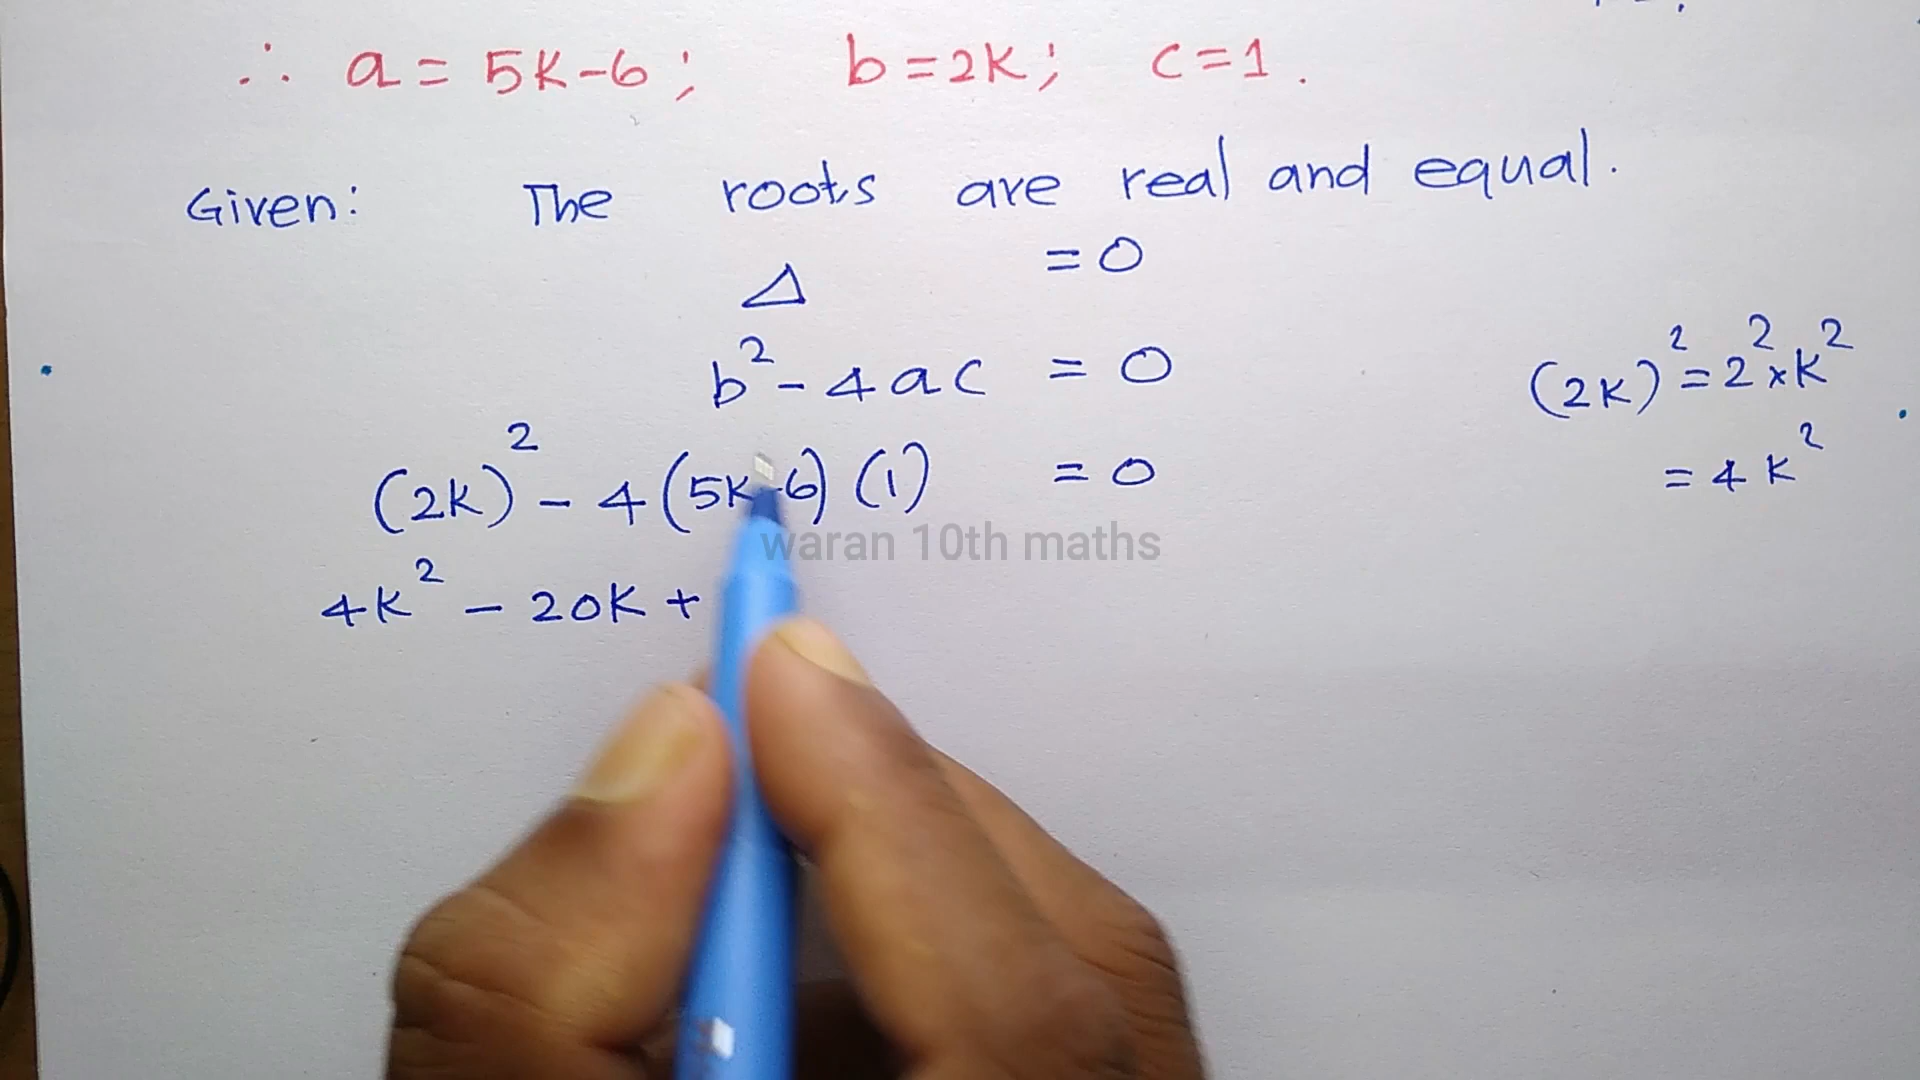 ∴ a = 5K-6; b = 2K; c = 1.
Given: The roots are real and equal.
△ = 0
b² - 4ac = 0
(2K)² = 2² × K²
(2K)² - 4(5K-6)(1) = 0
= 4K²
waran 10th maths
4K² - 20K +